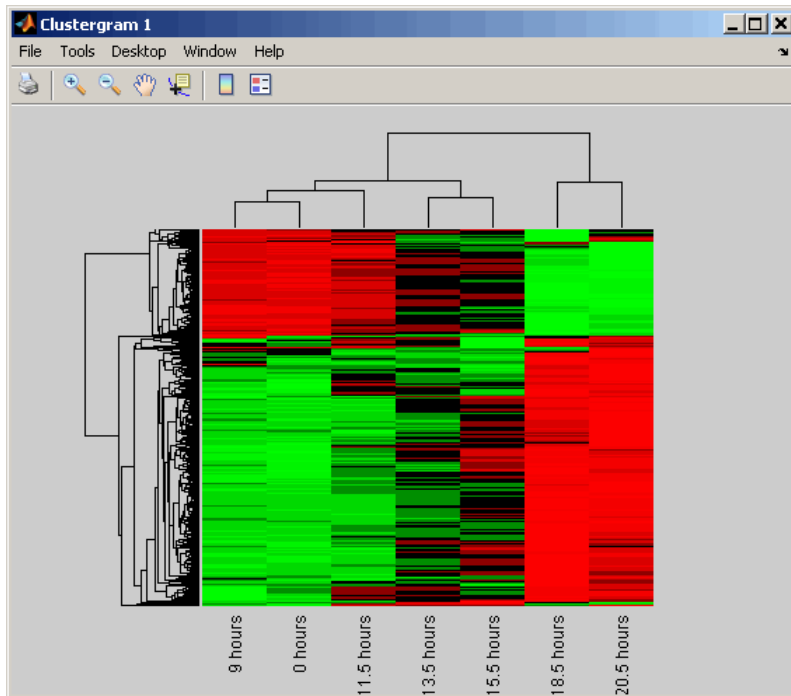 Clustergram 1
File Tools Desktop Window Help
9 hours
0 hours
11.5 hours
13.5 hours
15.5 hours
18.5 hours
20.5 hours